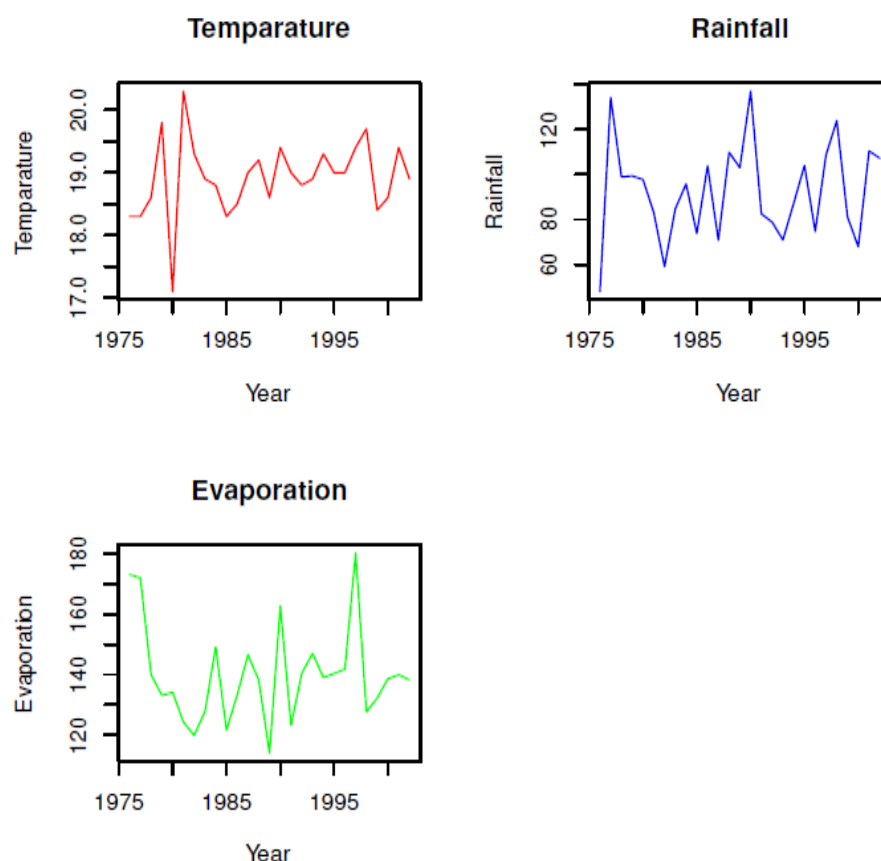 Temparature
Temparature
17.0 18.0 19.0 20.0
1975 1985 1995
Year
Rainfall
Rainfall
60 80 120
1975 1985 1995
Year
Evaporation
Evaporation
120 140 160 180
1975 1985 1995
Year